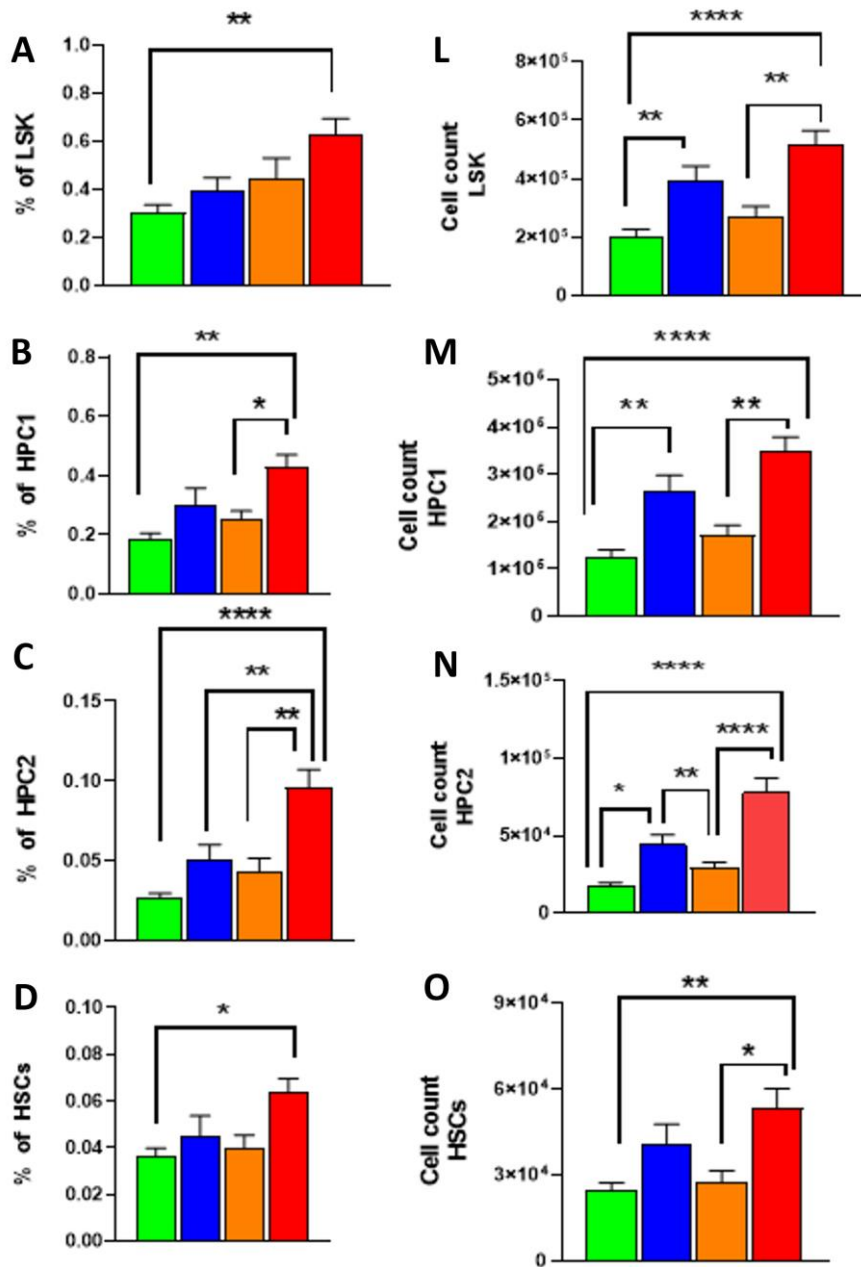 A
**
% of LSK
1.0
0.8
0.6
0.4
0.2
0.0
B
**
*
% of HPC1
0.8
0.6
0.4
0.2
0.0
C
****
**
**
% of HPC2
0.15
0.10
0.05
0.00
D
*
% of HSCs
0.10
0.08
0.06
0.04
0.02
0.00
L
****
**
**
Cell count
LSK
8×10⁵
6×10⁵
4×10⁵
2×10⁵
0
M
****
**
**
Cell count
HPC1
5×10⁶
4×10⁶
3×10⁶
2×10⁶
1×10⁶
0
N
****
****
*
**
Cell count
HPC2
1.5×10⁵
1×10⁵
5×10⁴
0
O
**
*
Cell count
HSCs
9×10⁴
6×10⁴
3×10⁴
0